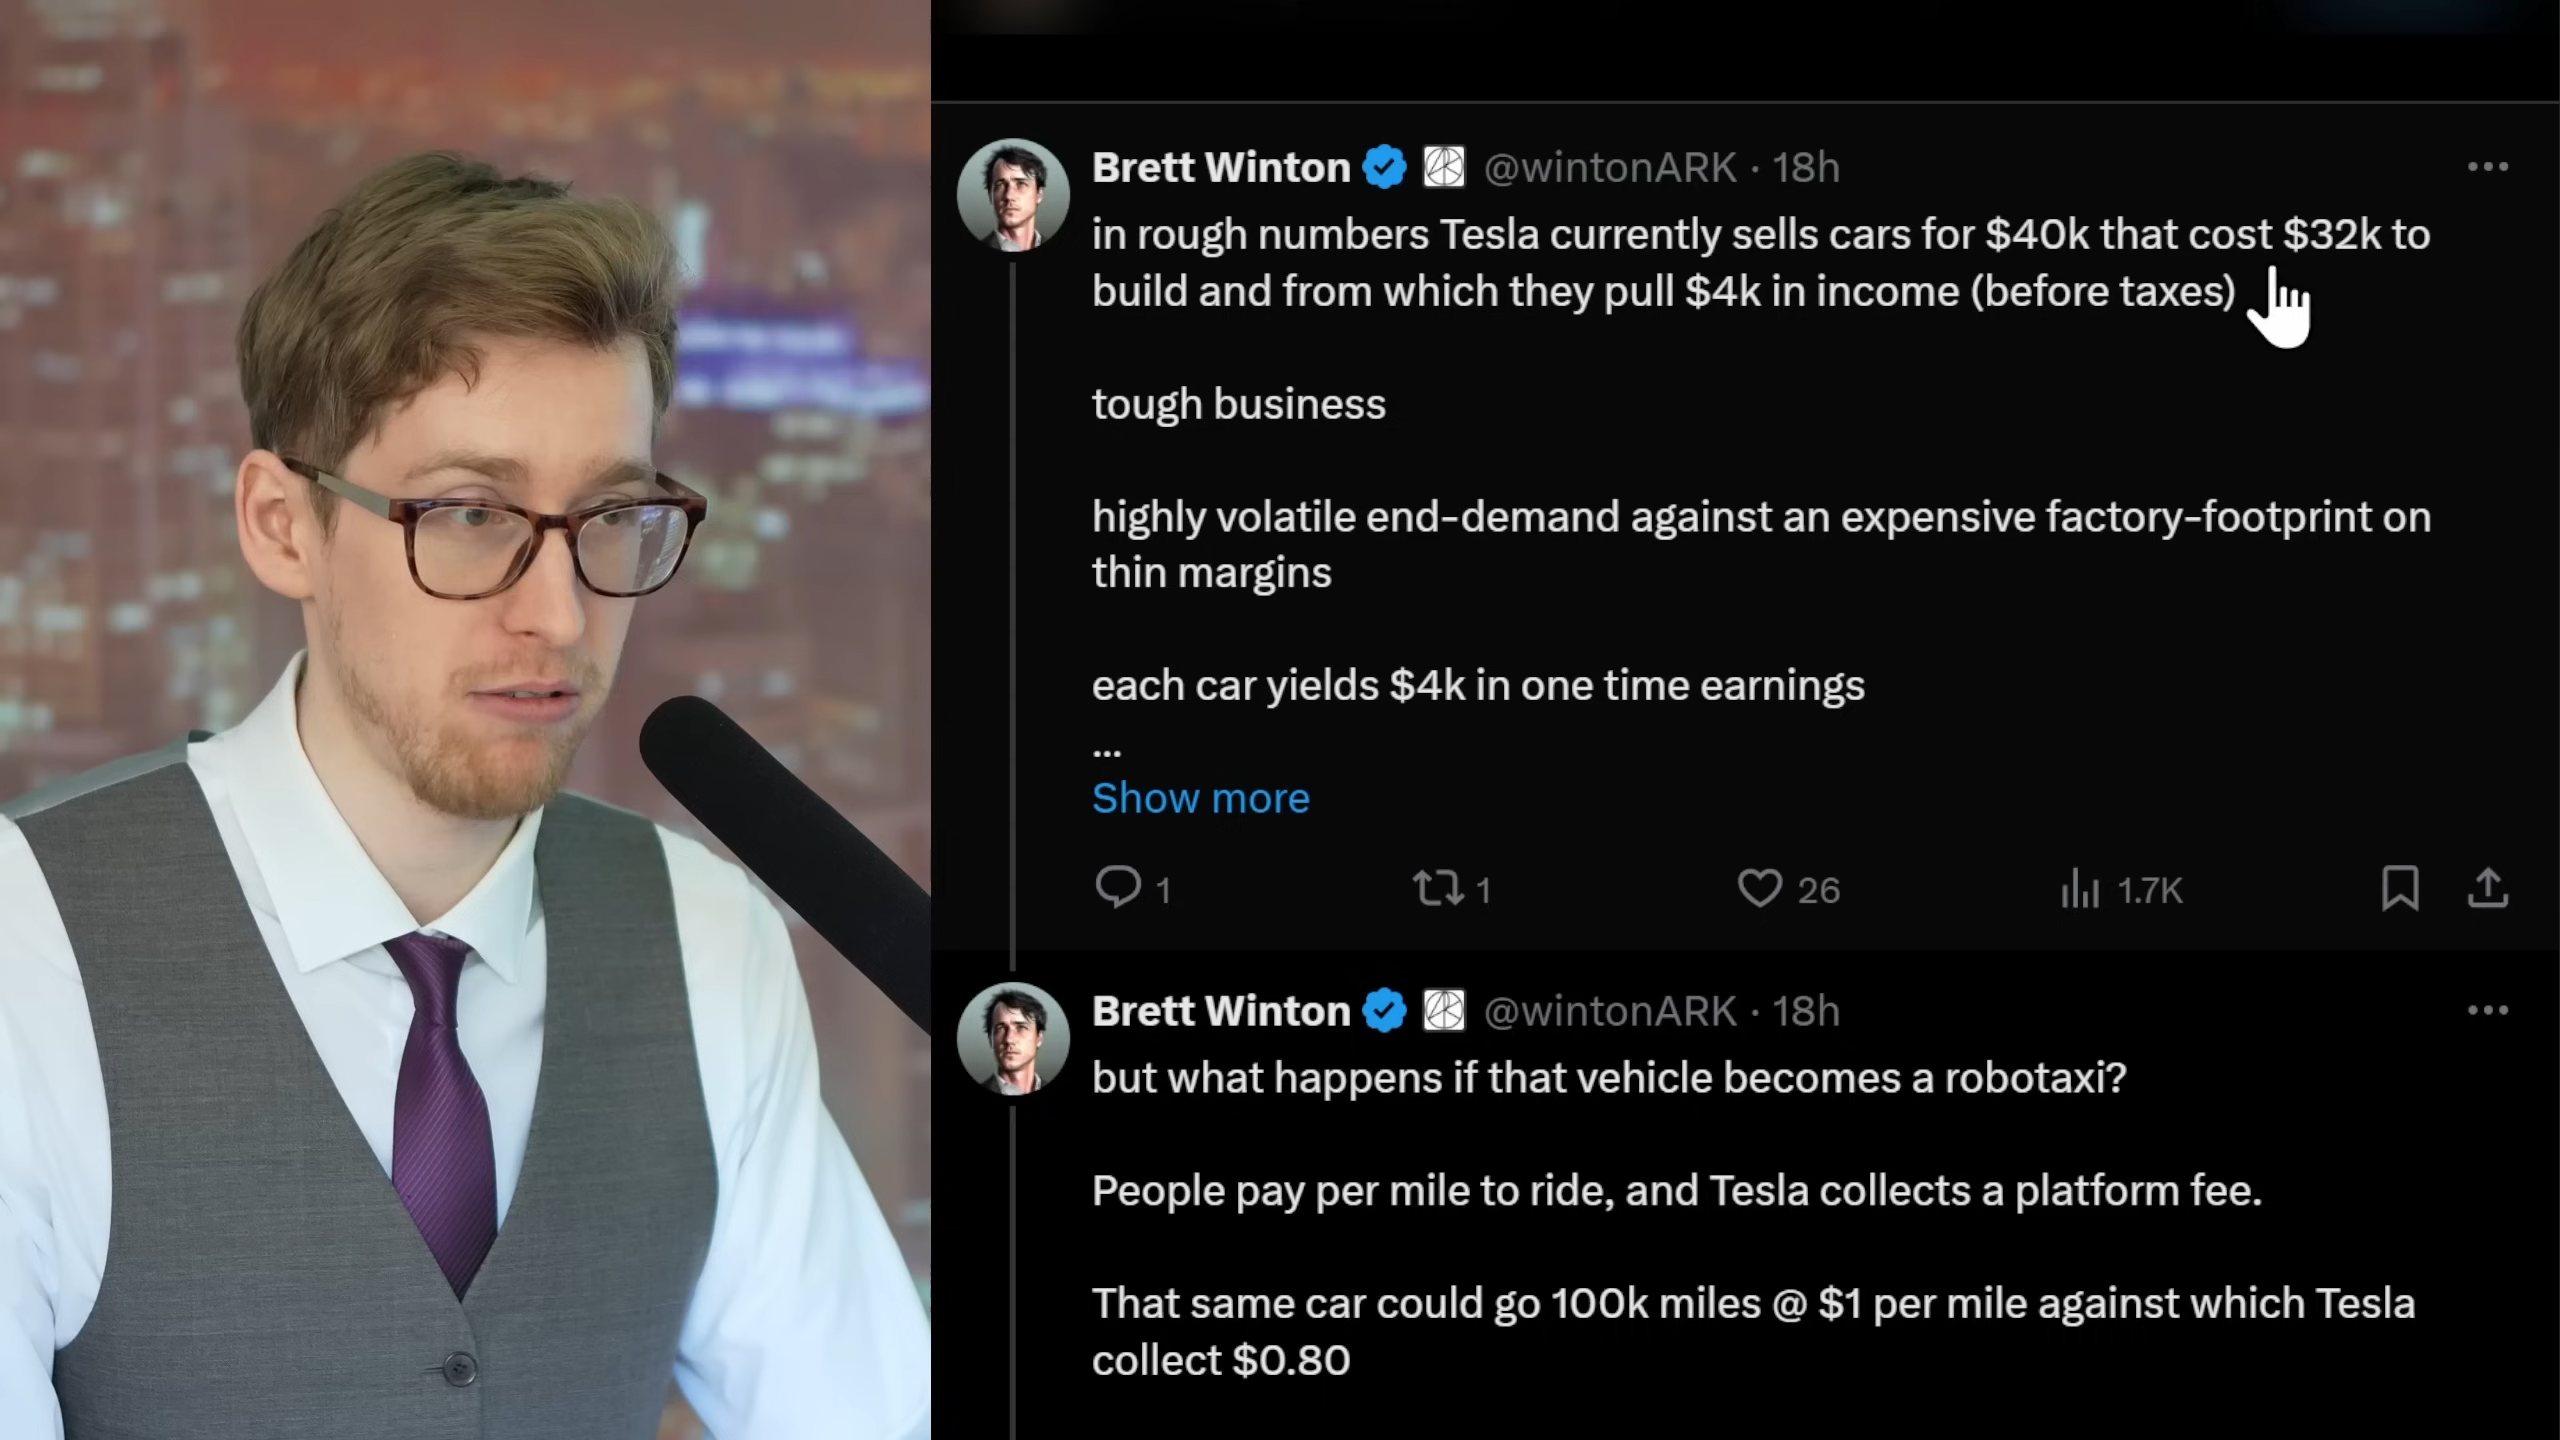 Brett Winton @wintonARK · 18h
in rough numbers Tesla currently sells cars for $40k that cost $32k to
build and from which they pull $4k in income (before taxes)
tough business
highly volatile end-demand against an expensive factory-footprint on
thin margins
each car yields $4k in one time earnings
...
Show more
1 1 26 1.7K
Brett Winton @wintonARK · 18h
but what happens if that vehicle becomes a robotaxi?
People pay per mile to ride, and Tesla collects a platform fee.
That same car could go 100k miles @ $1 per mile against which Tesla
collect $0.80